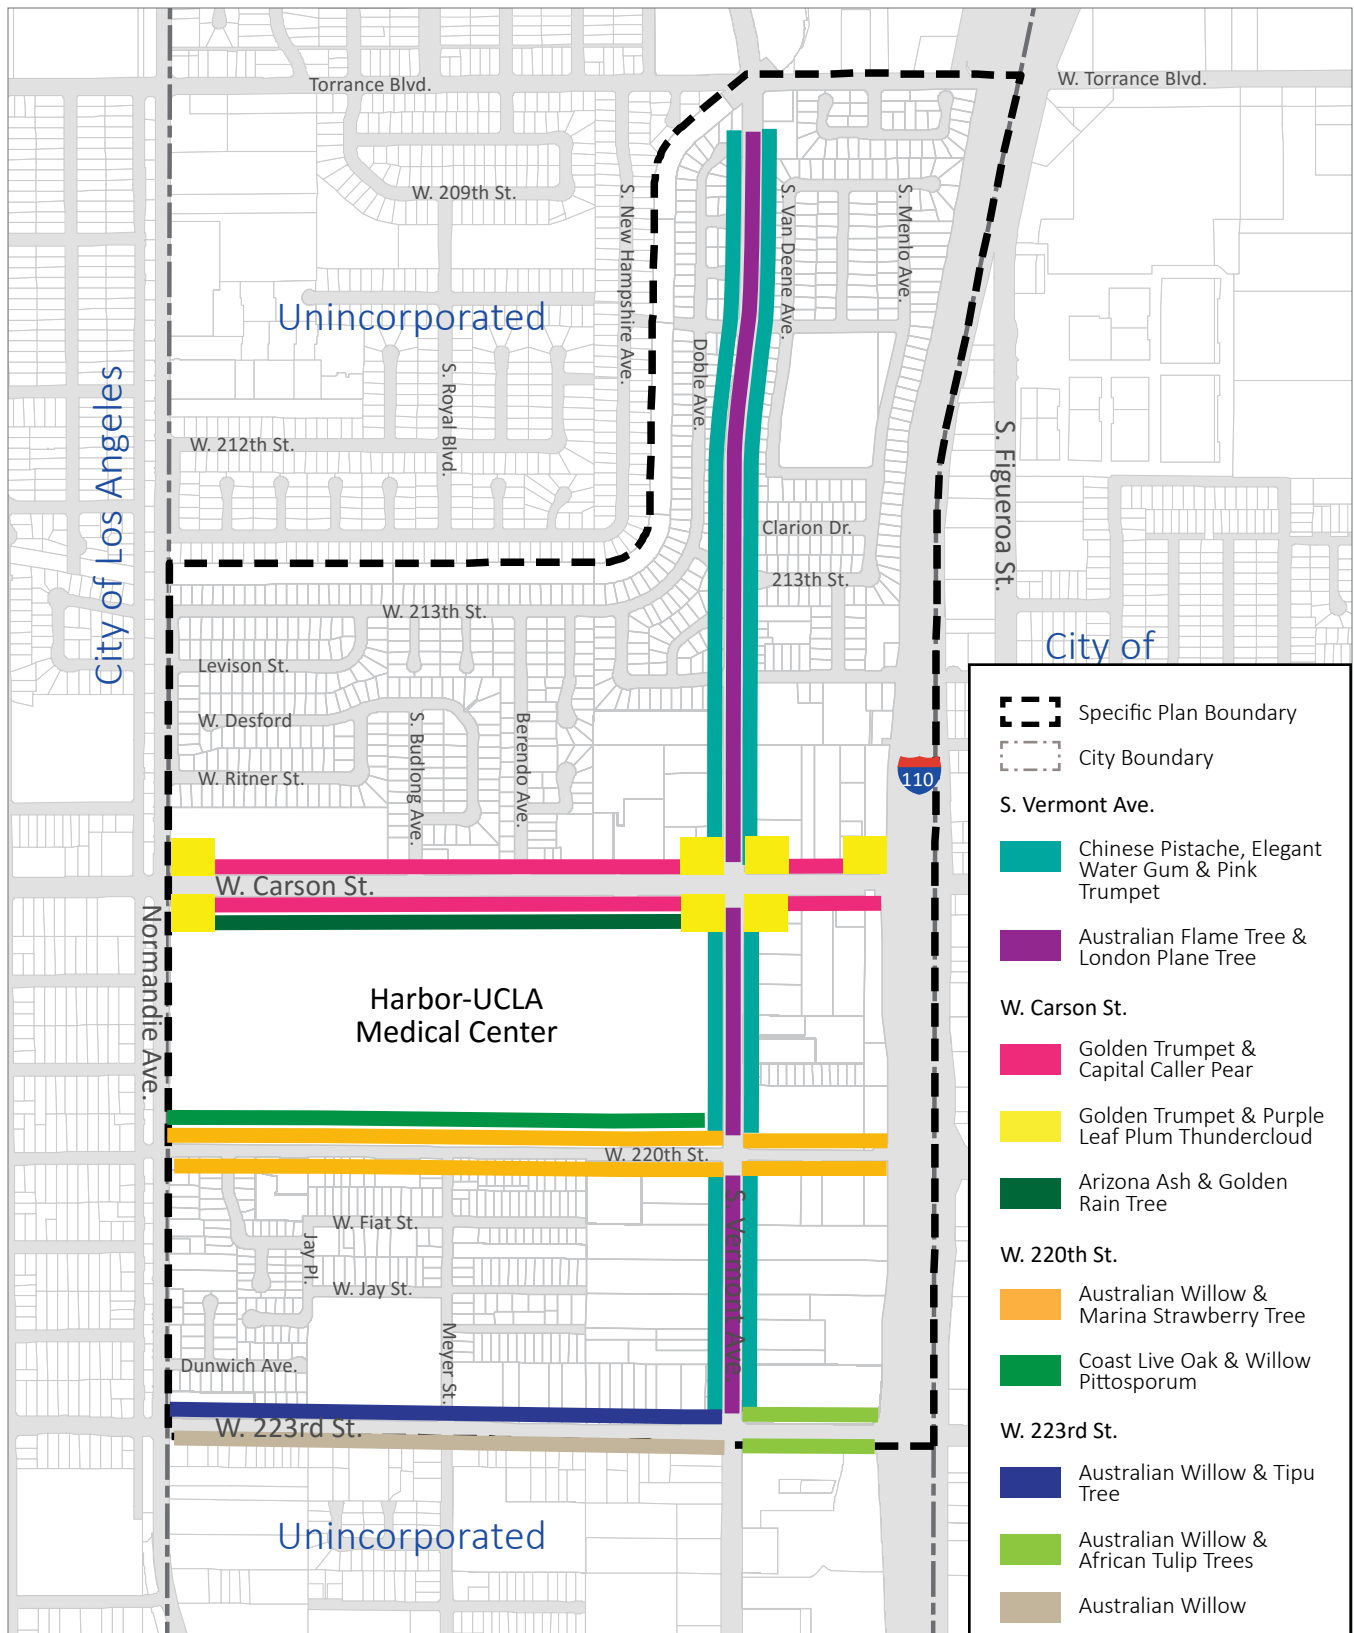 Torrance Blvd.
W. Torrance Blvd.
W. 209th St.
S. New Hampshire Ave.
S. Van Deene Ave.
S. Menlo Ave.
Unincorporated
Doble Ave.
S. Royal Blvd.
City of Los Angeles
W. 212th St.
S. Figueroa St.
Clarion Dr.
213th St.
W. 213th St.
City of
Levison St.
W. Desford
S. Budlong Ave.
Berendo Ave.
W. Ritner St.
110
W. Carson St.
Normandie Ave.
Harbor-UCLA
Medical Center
W. 220th St.
S. Vermont Ave.
W. Fiat St.
Jay Pl.
W. Jay St.
Meyer St.
Dunwich Ave.
W. 223rd St.
Unincorporated
Specific Plan Boundary
City Boundary
S. Vermont Ave.
Chinese Pistache, Elegant
Water Gum & Pink
Trumpet
Australian Flame Tree &
London Plane Tree
W. Carson St.
Golden Trumpet &
Capital Caller Pear
Golden Trumpet & Purple
Leaf Plum Thundercloud
Arizona Ash & Golden
Rain Tree
W. 220th St.
Australian Willow &
Marina Strawberry Tree
Coast Live Oak & Willow
Pittosporum
W. 223rd St.
Australian Willow & Tipu
Tree
Australian Willow &
African Tulip Trees
Australian Willow